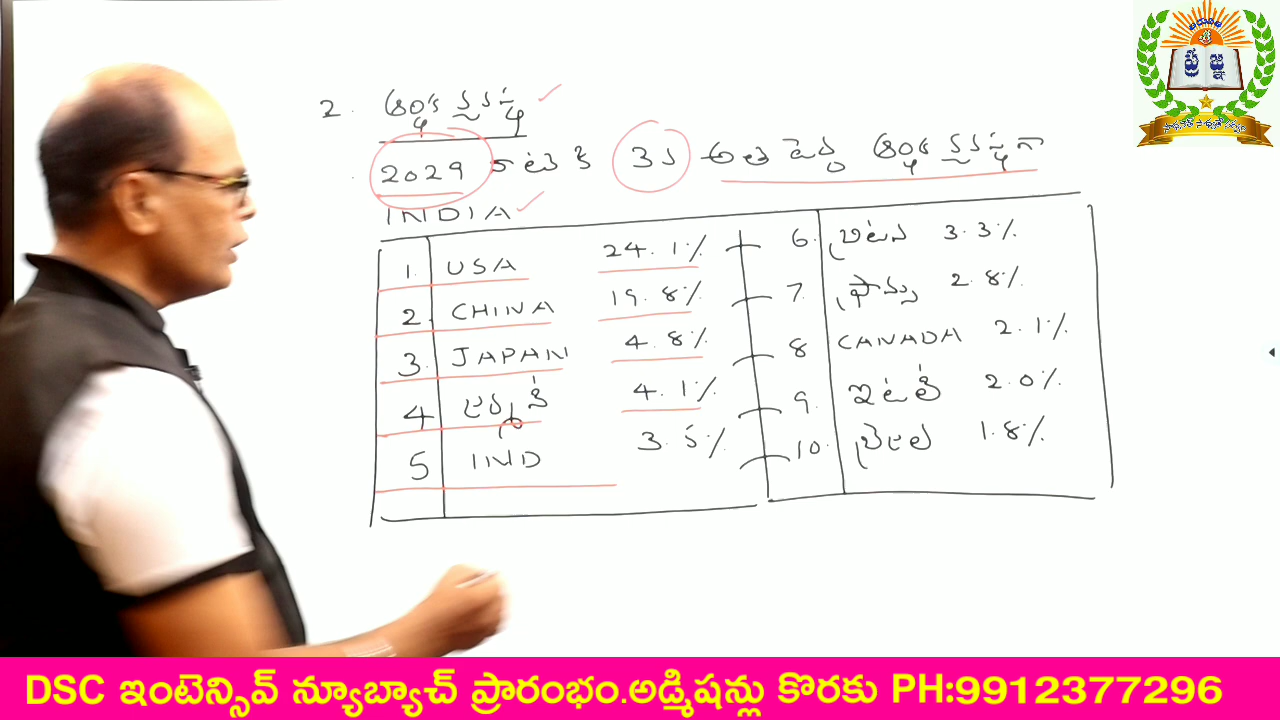 2. ఆర్థిక వ్యవస్థ
2029 నాటికి 3వ అతి పెద్ద ఆర్థిక వ్యవస్థగా
INDIA
1. USA 24.1%
2. CHINA 19.8%
3. JAPAN 4.8%
4 జర్మనీ 4.1%
5 IND 3.5%
6. బ్రిటన్ 3.3%
7. ఫ్రాన్సు 2.8%
8 CANADA 2.1%
9. ఇటలీ 2.0%
10. బ్రెజిల్ 1.8%
DSC ఇంటెన్సివ్ న్యూబ్యాచ్ ప్రారంభం.అడ్మిషన్లు కొరకు PH:9912377296